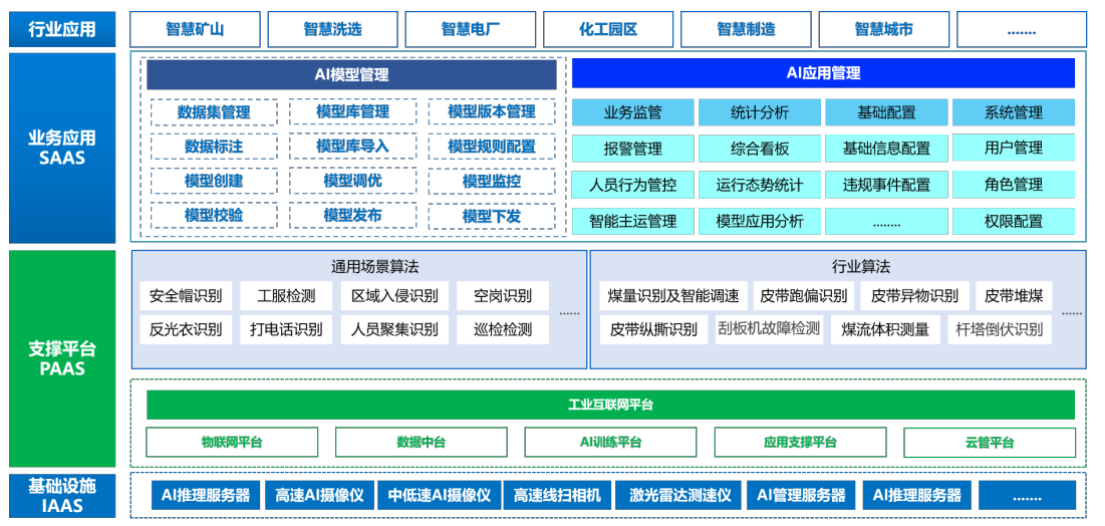 行业应用
智慧矿山
智慧洗选
智慧电厂
化工园区
智慧制造
智慧城市
.......
业务应用
SAAS
AI模型管理
数据集管理
模型库管理
模型版本管理
数据标注
模型库导入
模型规则配置
模型创建
模型调优
模型监控
模型校验
模型发布
模型下发
AI应用管理
业务监管
统计分析
基础配置
系统管理
报警管理
综合看板
基础信息配置
用户管理
人员行为管控
运行态势统计
违规事件配置
角色管理
智能主运管理
模型应用分析
........
权限配置
支撑平台
PAAS
通用场景算法
安全帽识别
工服检测
区域入侵识别
空岗识别
反光衣识别
打电话识别
人员聚集识别
巡检检测
......
行业算法
煤量识别及智能调速
皮带跑偏识别
皮带异物识别
皮带堆煤
皮带纵撕识别
刮板机故障检测
煤流体积测量
杆塔倒伏识别
......
工业互联网平台
物联网平台
数据中台
AI训练平台
应用支撑平台
云管平台
基础设施
IAAS
AI推理服务器
高速AI摄像仪
中低速AI摄像仪
高速线扫相机
激光雷达测速仪
AI管理服务器
AI推理服务器
.......